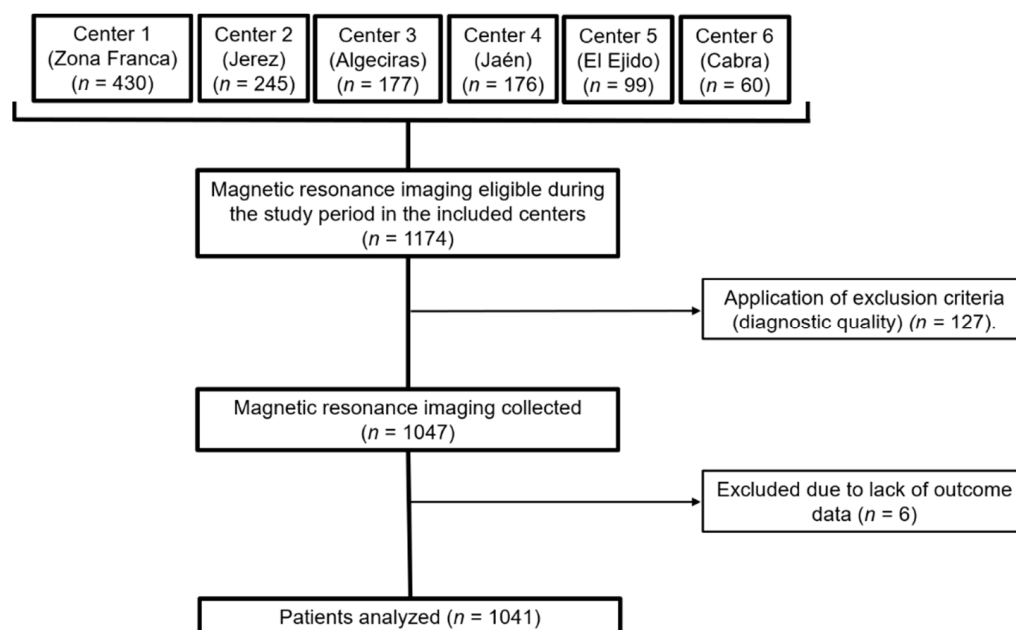 Center 1
(Zona Franca)
(n = 430)
Center 2
(Jerez)
(n = 245)
Center 3
(Algeciras)
(n = 177)
Center 4
(Jaén)
(n = 176)
Center 5
(El Ejido)
(n = 99)
Center 6
(Cabra)
(n = 60)
Magnetic resonance imaging eligible during
the study period in the included centers
(n = 1174)
Application of exclusion criteria
(diagnostic quality) (n = 127).
Magnetic resonance imaging collected
(n = 1047)
Excluded due to lack of outcome
data (n = 6)
Patients analyzed (n = 1041)